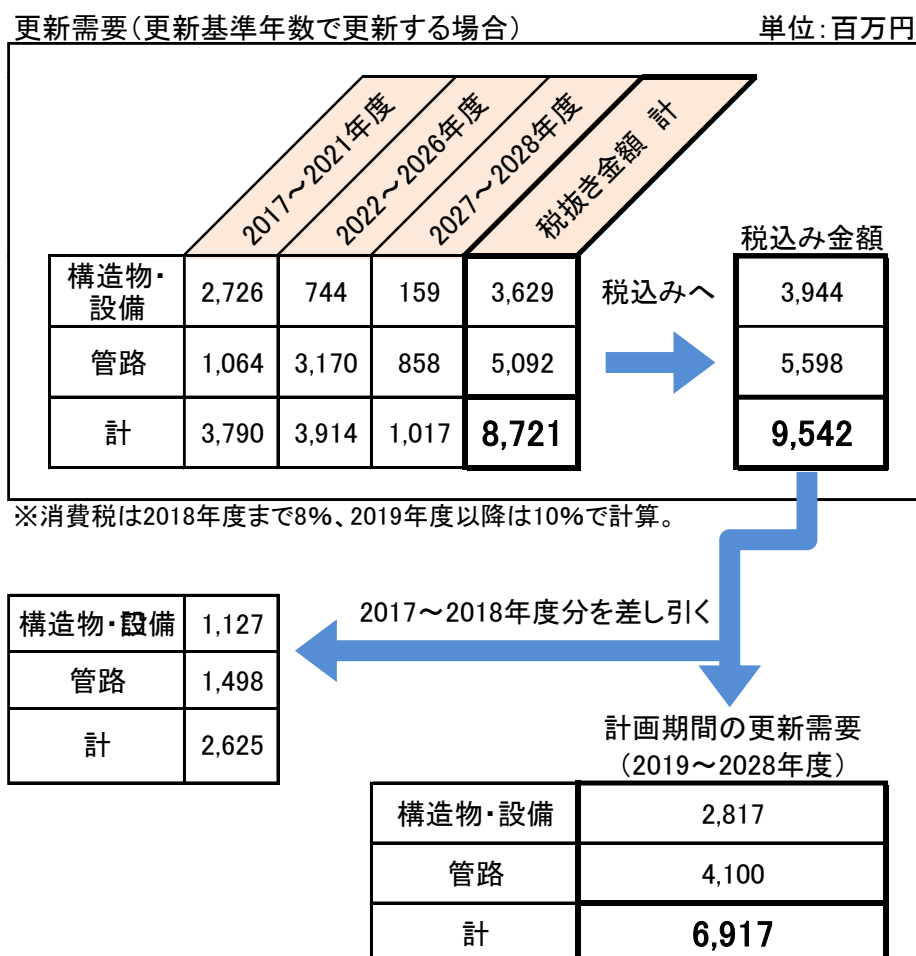 更新需要(更新基準年数で更新する場合) 単位:百万円
2017～2021年度
2022～2026年度
2027～2028年度
税抜き金額 計
税込み金額
構造物・
設備
2,726 744 159 3,629 税込みへ 3,944
管路 1,064 3,170 858 5,092 5,598
計 3,790 3,914 1,017 8,721 9,542
※消費税は2018年度まで8%、2019年度以降は10%で計算。
2017～2018年度分を差し引く
構造物・設備 1,127
管路 1,498
計 2,625
計画期間の更新需要
(2019～2028年度)
構造物・設備 2,817
管路 4,100
計 6,917